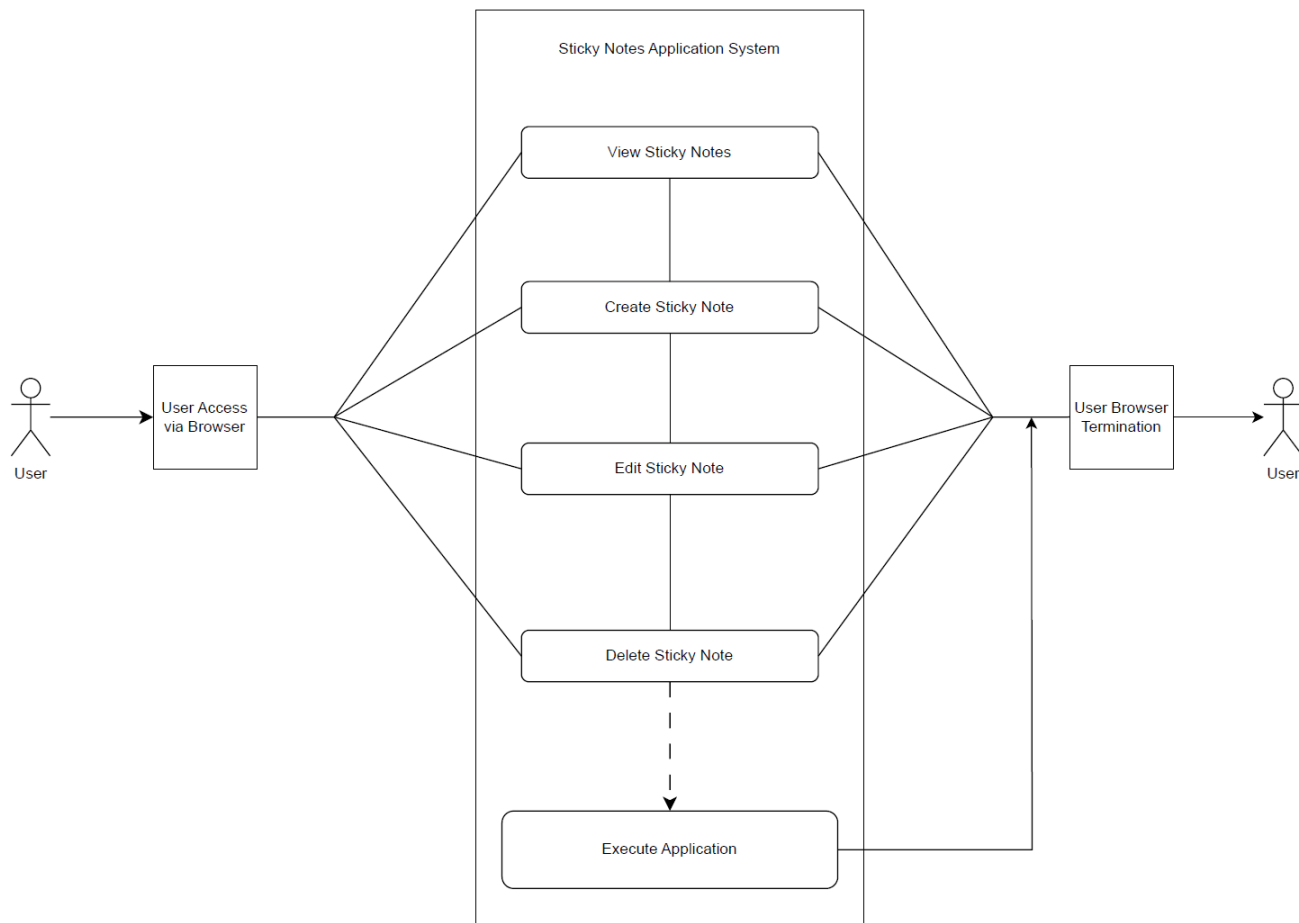 Sticky Notes Application System
View Sticky Notes
Create Sticky Note
User Access
via Browser
User
Edit Sticky Note
User Browser
Termination
User
Delete Sticky Note
Execute Application